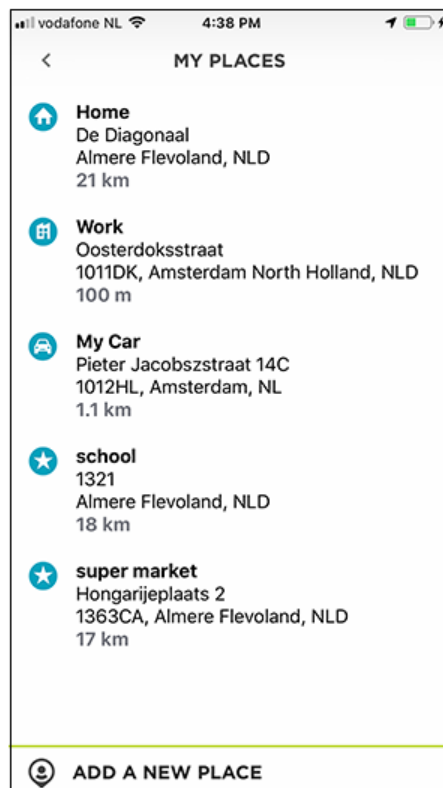 vodafone NL 4:38 PM
MY PLACES
Home
De Diagonaal
Almere Flevoland, NLD
21 km
Work
Oosterdoksstraat
1011DK, Amsterdam North Holland, NLD
100 m
My Car
Pieter Jacobszstraat 14C
1012HL, Amsterdam, NL
1.1 km
school
1321
Almere Flevoland, NLD
18 km
super market
Hongarijeplaats 2
1363CA, Almere Flevoland, NLD
17 km
ADD A NEW PLACE